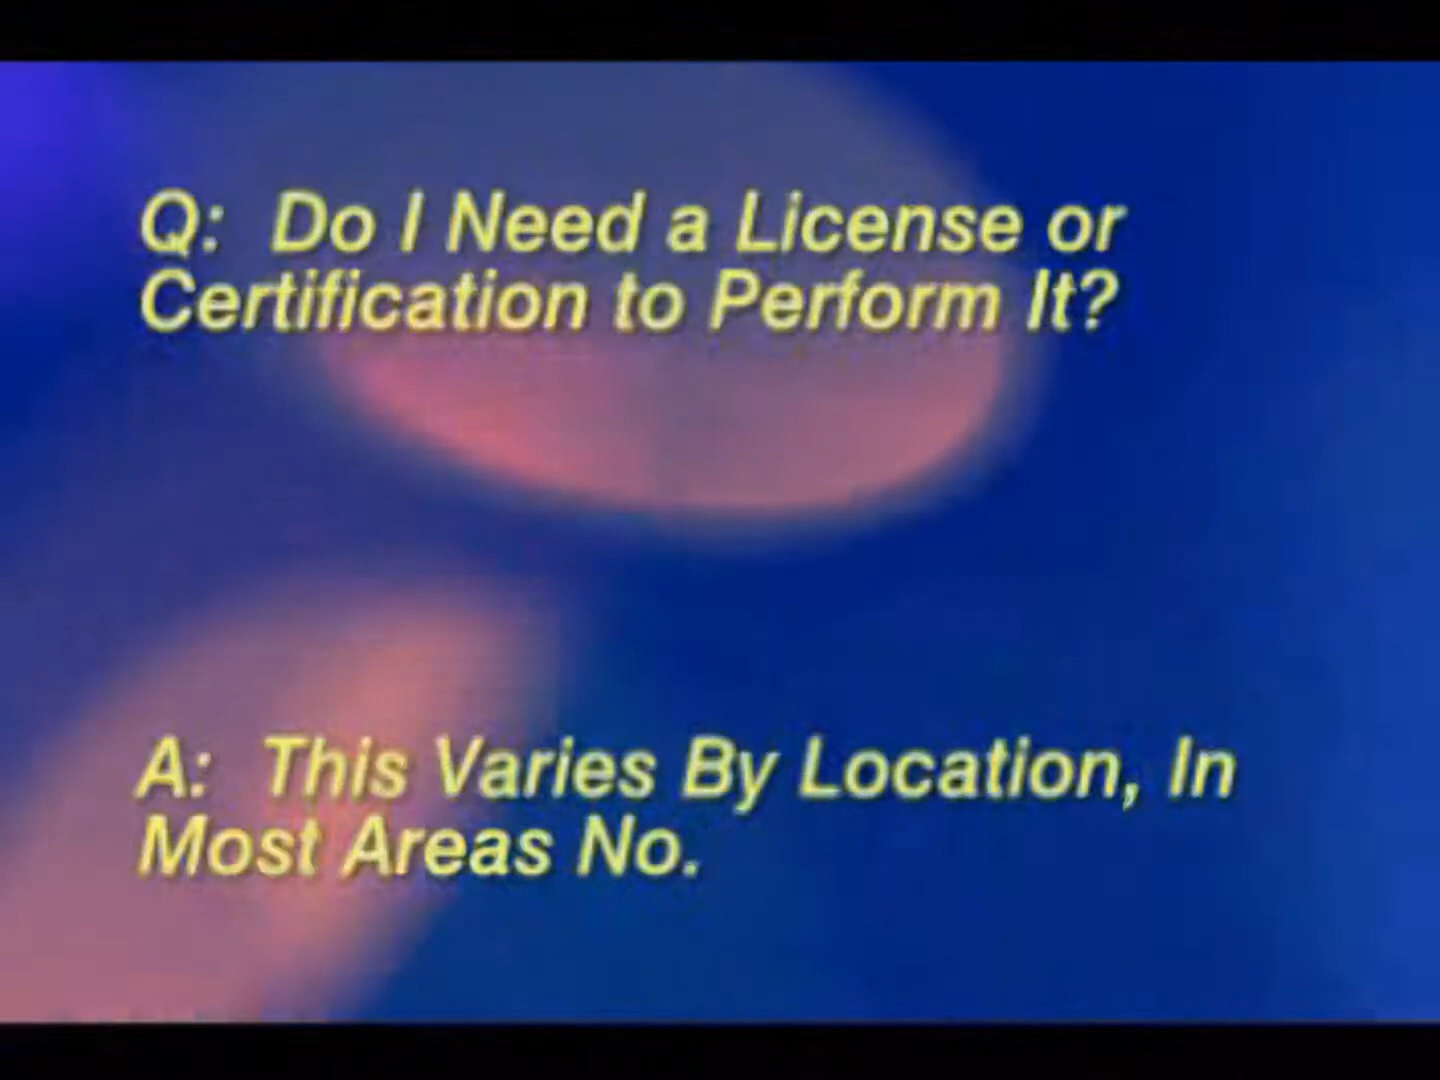 Q: Do I Need a License or
Certification to Perform It?
A: This Varies By Location, In
Most Areas No.